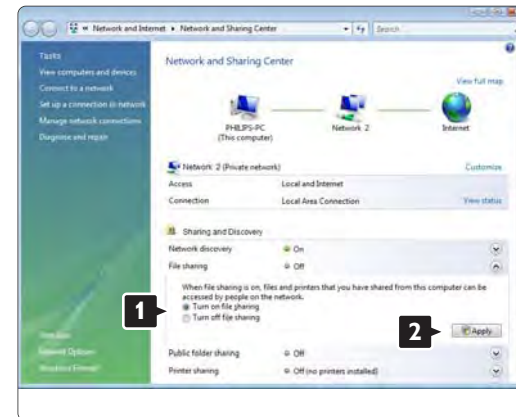 Network and Internet
Network and Sharing Center
Search
Tasks
View computers and devices
Connect to a network
Set up a connection or network
Manage network connections
Diagnose and repair
Network and Sharing Center
View full map
PHILIPS-PC
(This computer)
Network 2
Internet
Network 2 (Private network)
Customize
Access
Local and Internet
Connection
Local Area Connection
View status
Sharing and Discovery
Network discovery
On
File sharing
Off
When file sharing is on, files and printers that you have shared from this computer can be
accessed by people on the network.
1
Turn on file sharing
Turn off file sharing
2
Apply
Public folder sharing
Off
Printer sharing
Off (no printers installed)
Internet Options
Windows Firewall